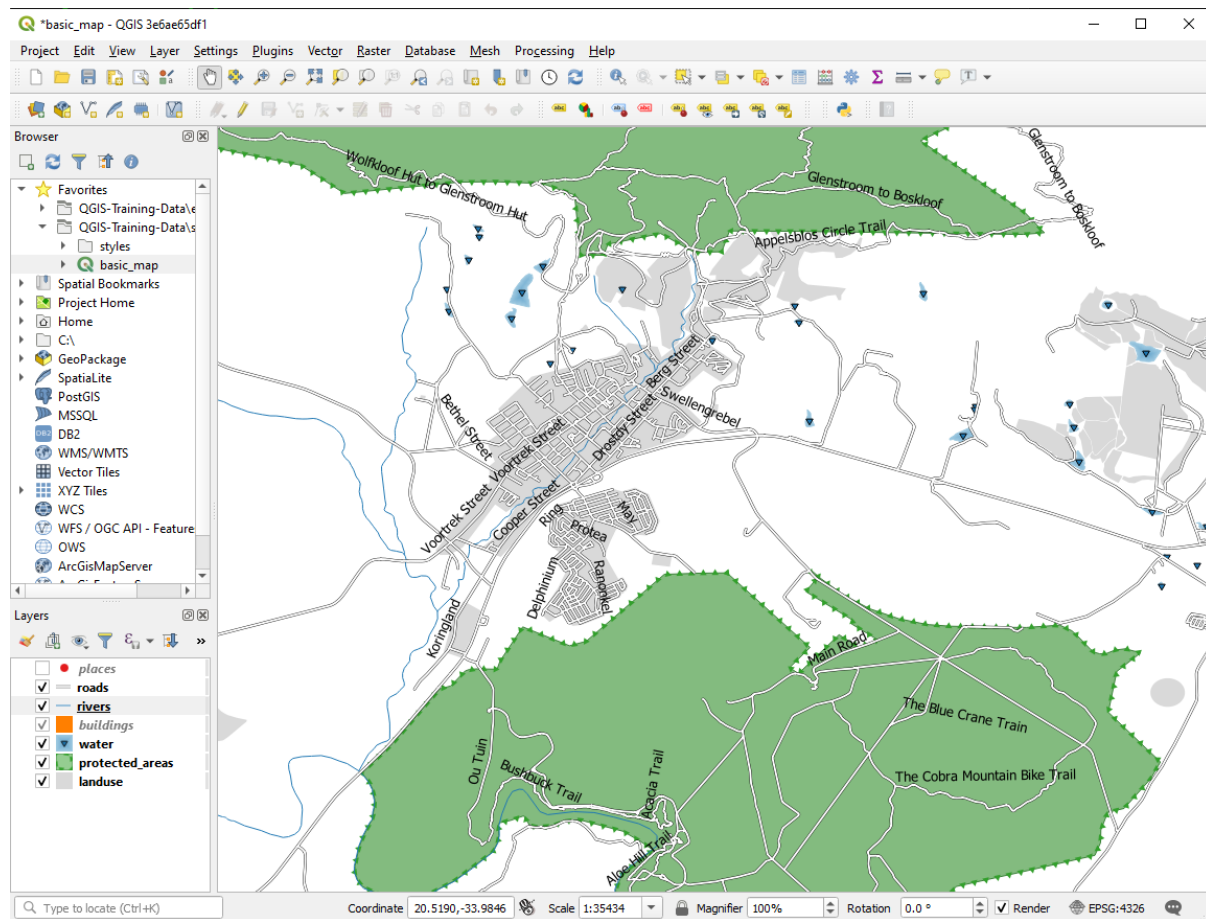 *basic_map - QGIS 3e6ae65df1
Project Edit View Layer Settings Plugins Vector Raster Database Mesh Processing Help
Browser
Favorites
QGIS-Training-Data\e
QGIS-Training-Data\s
styles
basic_map
Spatial Bookmarks
Project Home
Home
C:\
GeoPackage
SpatiaLite
PostGIS
MSSQL
DB2
WMS/WMTS
Vector Tiles
XYZ Tiles
WCS
WFS / OGC API - Feature
OWS
ArcGisMapServer
Layers
places
roads
rivers
buildings
water
protected_areas
landuse
Wolfkloof Hut to Glenstroom Hut
Glenstroom to Boskloof
Glenstroom to Boskloof
Appelsblos Circle Trail
Berg Street
Swellengrebel
Bethel Street
Drostdy Street
Voortrek Street
Voortrek Street
Cooper Street
Ring
May
Protea
Delphinium
Ranonkel
Koringland
Main Road
The Blue Crane Train
The Cobra Mountain Bike Trail
Ou Tuin
Bushbuck Trail
Acacia Trail
Aloe Hill Trail
Type to locate (Ctrl+K) Coordinate 20.5190,-33.9846 Scale 1:35434 Magnifier 100% Rotation 0.0 ° Render EPSG:4326